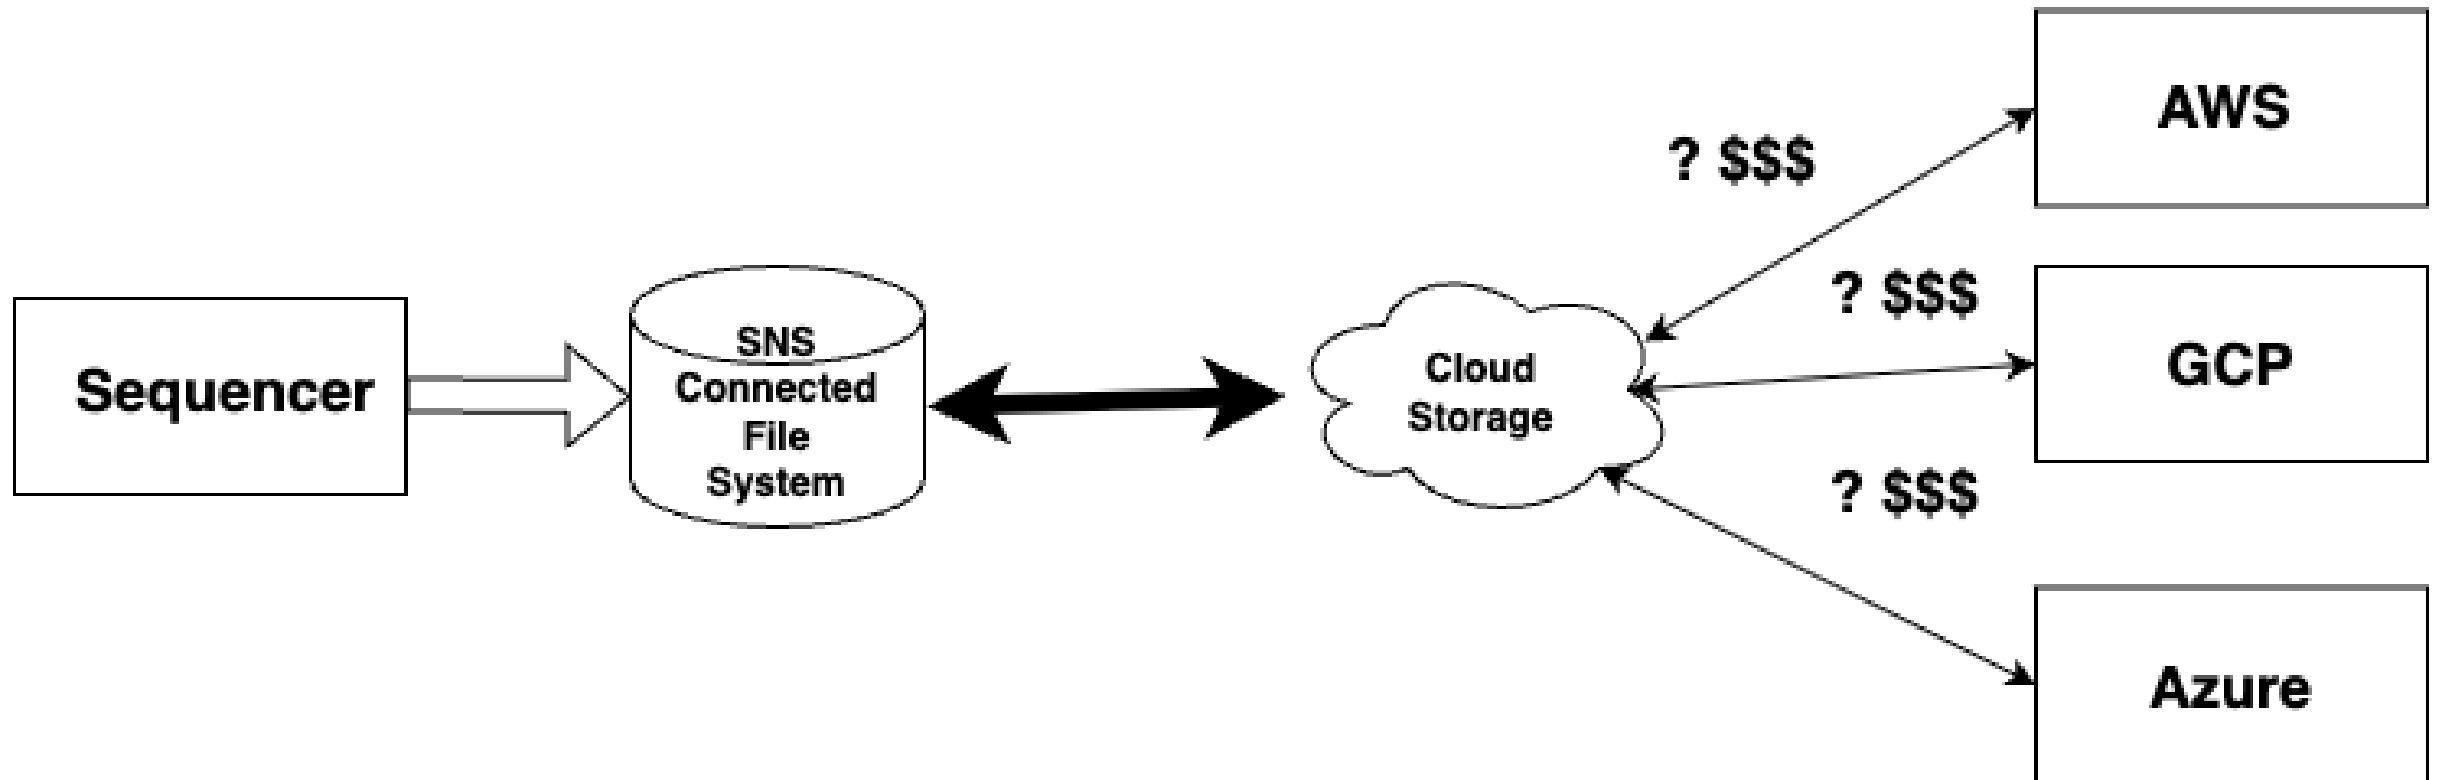 Sequencer
SNS
Connected
File
System
Cloud
Storage
? $$$
? $$$
? $$$
AWS
GCP
Azure